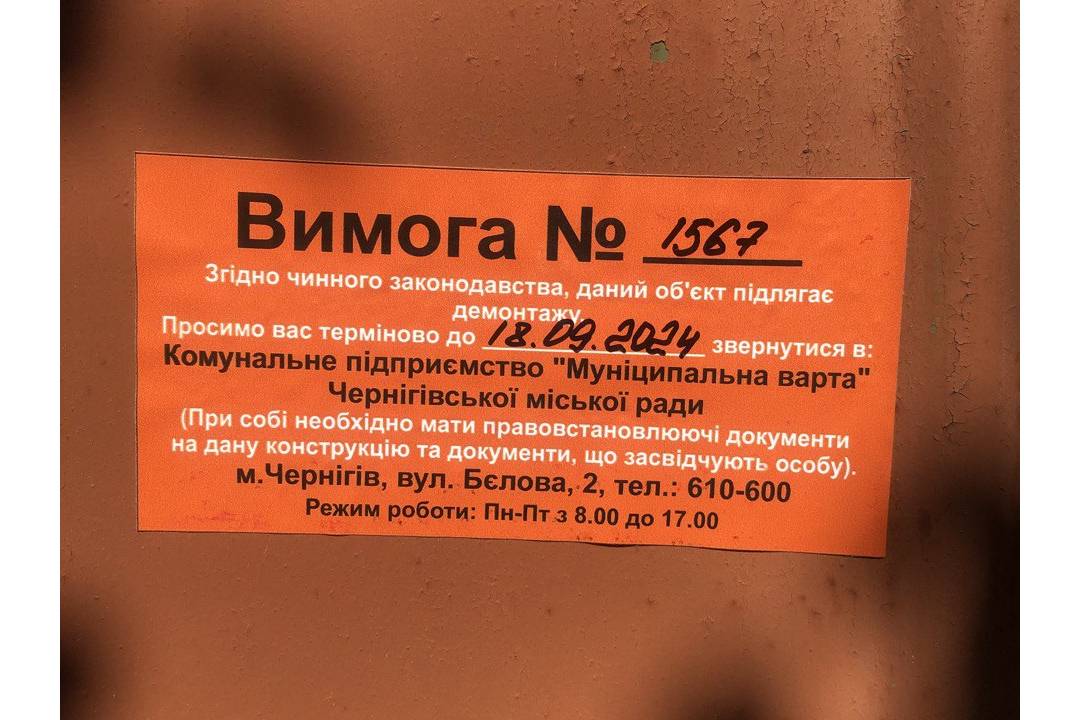 Вимога № 1567
Згідно чинного законодавства, даний об'єкт підлягає
демонтажу.
Просимо вас терміново до 18.09.2024 звернутися в:
Комунальне підприємство "Муніципальна варта"
Чернігівської міської ради
(При собі необхідно мати правовстановлюючі документи
на дану конструкцію та документи, що засвідчують особу).
м.Чернігів, вул. Бєлова, 2, тел.: 610-600
Режим роботи: Пн-Пт з 8.00 до 17.00